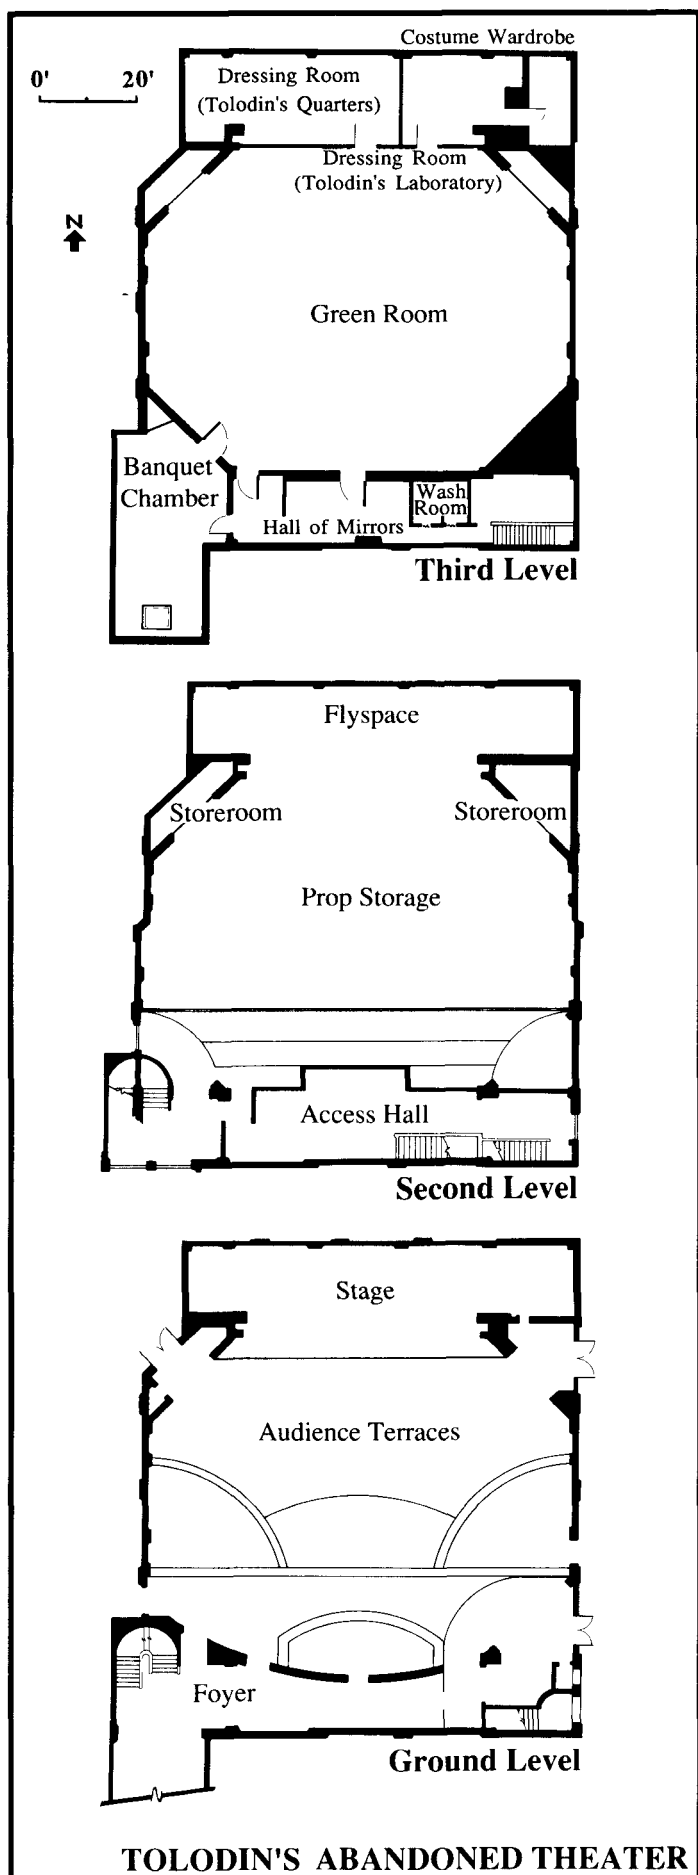 Costume Wardrobe
0' 20'
Dressing Room
(Tolodin's Quarters)
Dressing Room
(Tolodin's Laboratory)
N
Green Room
Banquet
Chamber
Wash
Room
Hall of Mirrors
Third Level
Flyspace
Storeroom
Storeroom
Prop Storage
Access Hall
Second Level
Stage
Audience Terraces
Foyer
Ground Level
TOLODIN'S ABANDONED THEATER